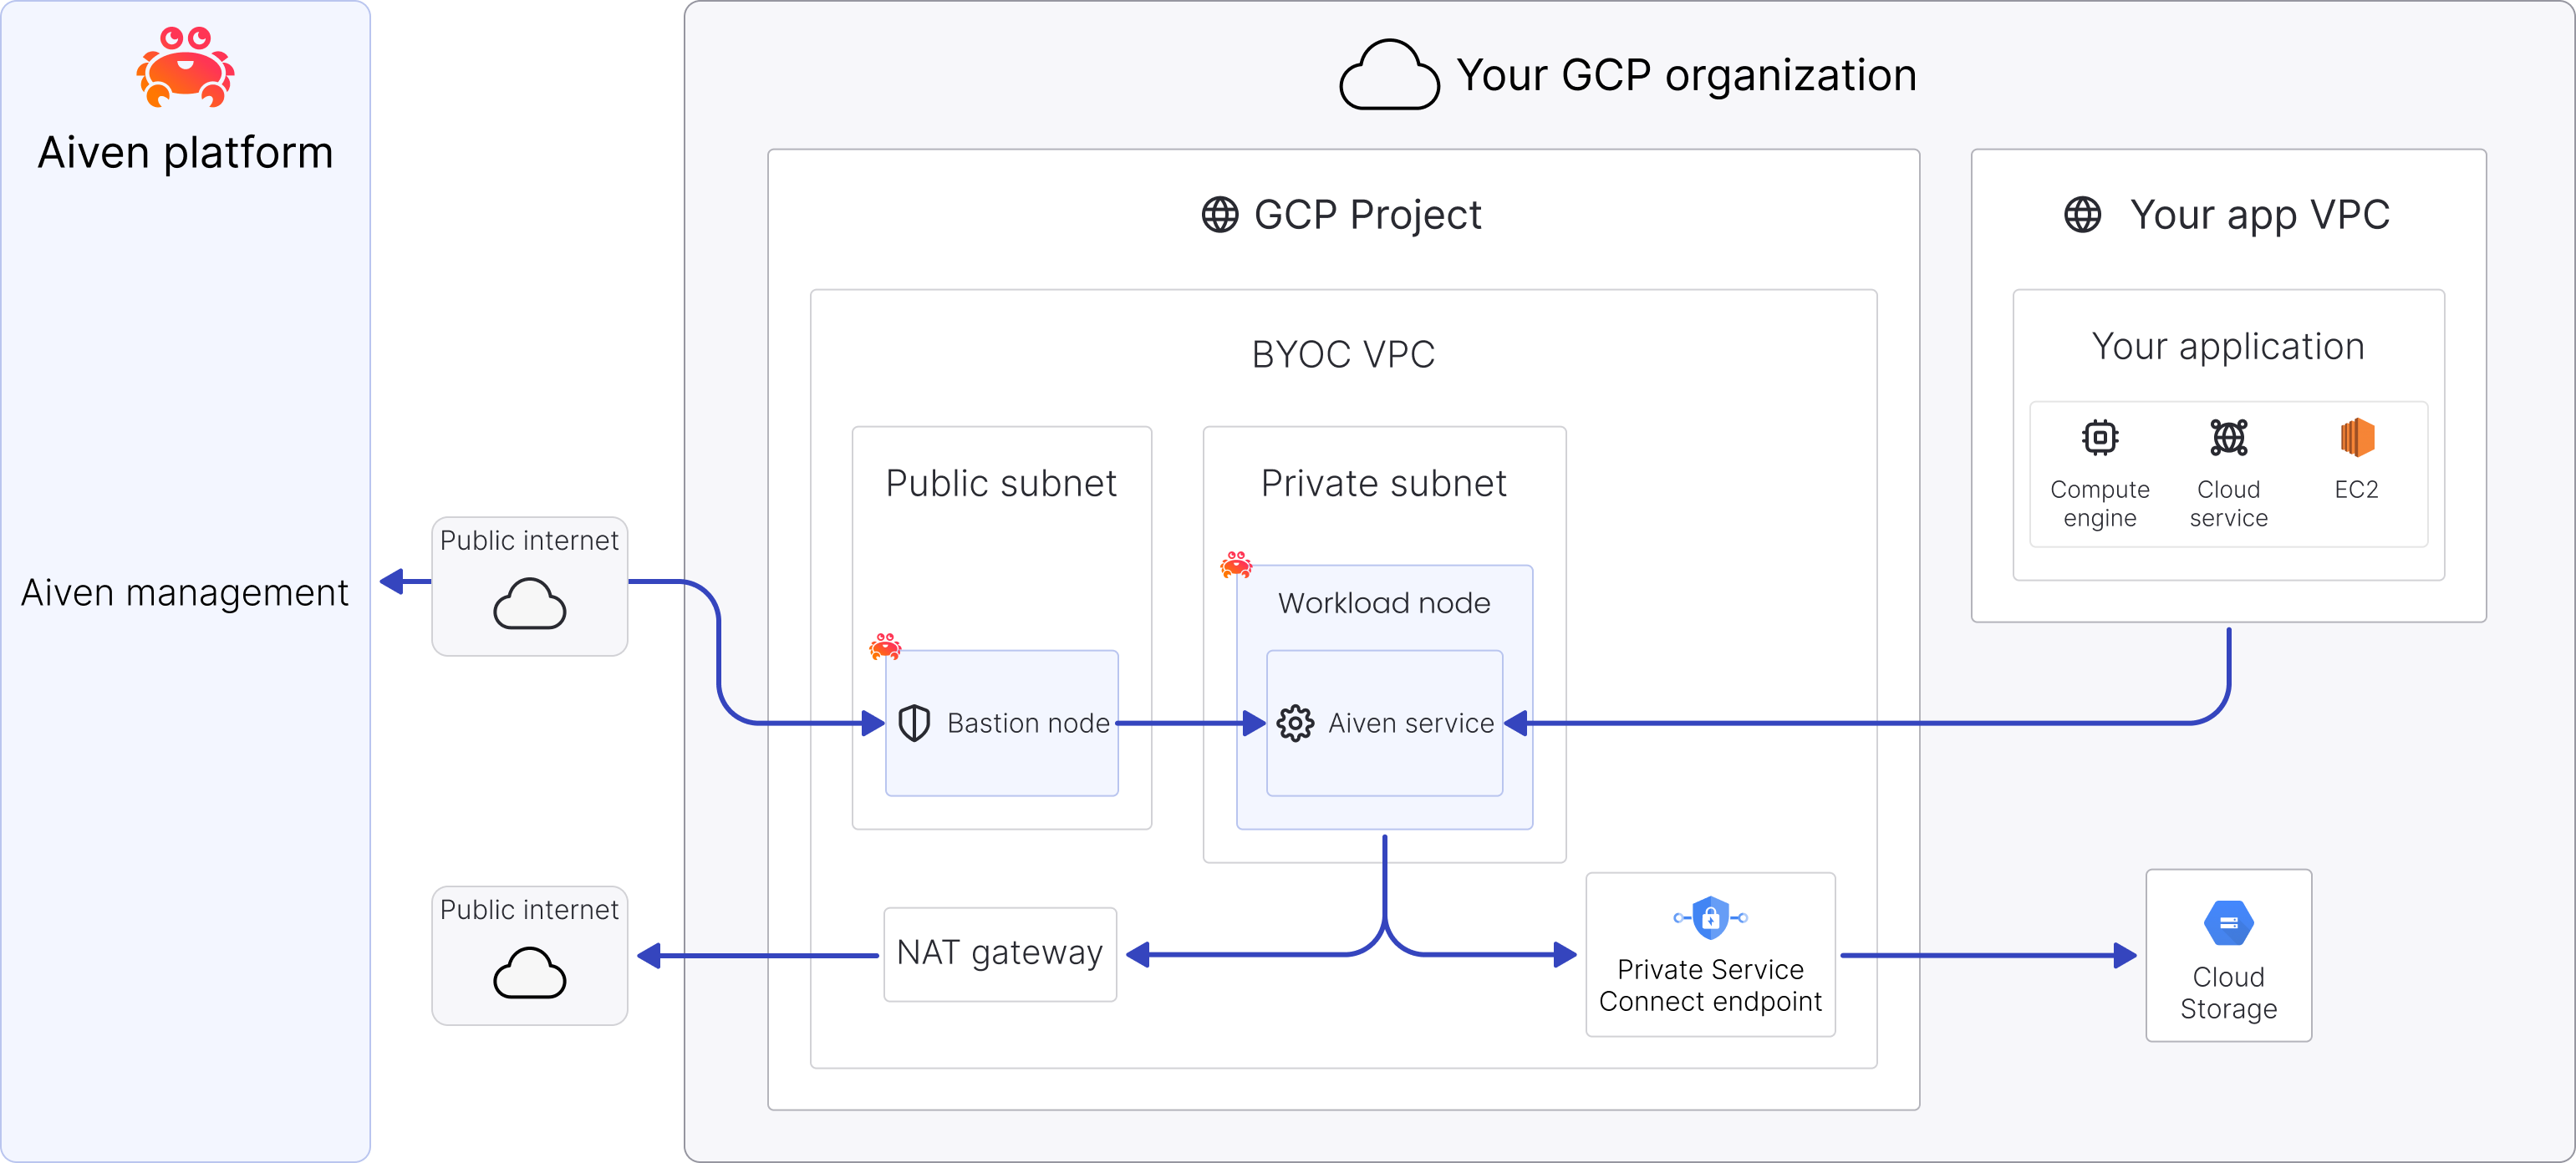 Aiven platform
Aiven management
Public internet
Public internet
Your GCP organization
GCP Project
BYOC VPC
Public subnet
Bastion node
Private subnet
Workload node
Aiven service
NAT gateway
Private Service
Connect endpoint
Your app VPC
Your application
Compute
engine
Cloud
service
EC2
Cloud
Storage